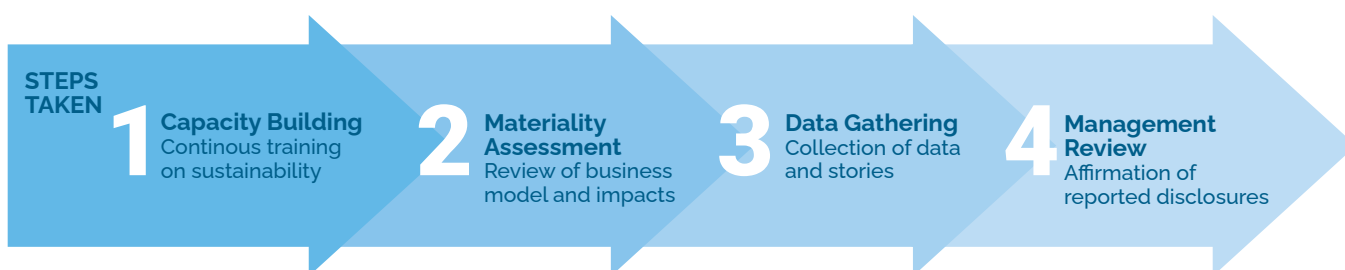 STEPS
TAKEN
1
Capacity Building
Continous training
on sustainability
2
Materiality
Assessment
Review of business
model and impacts
3
Data Gathering
Collection of data
and stories
4
Management
Review
Affirmation of
reported disclosures